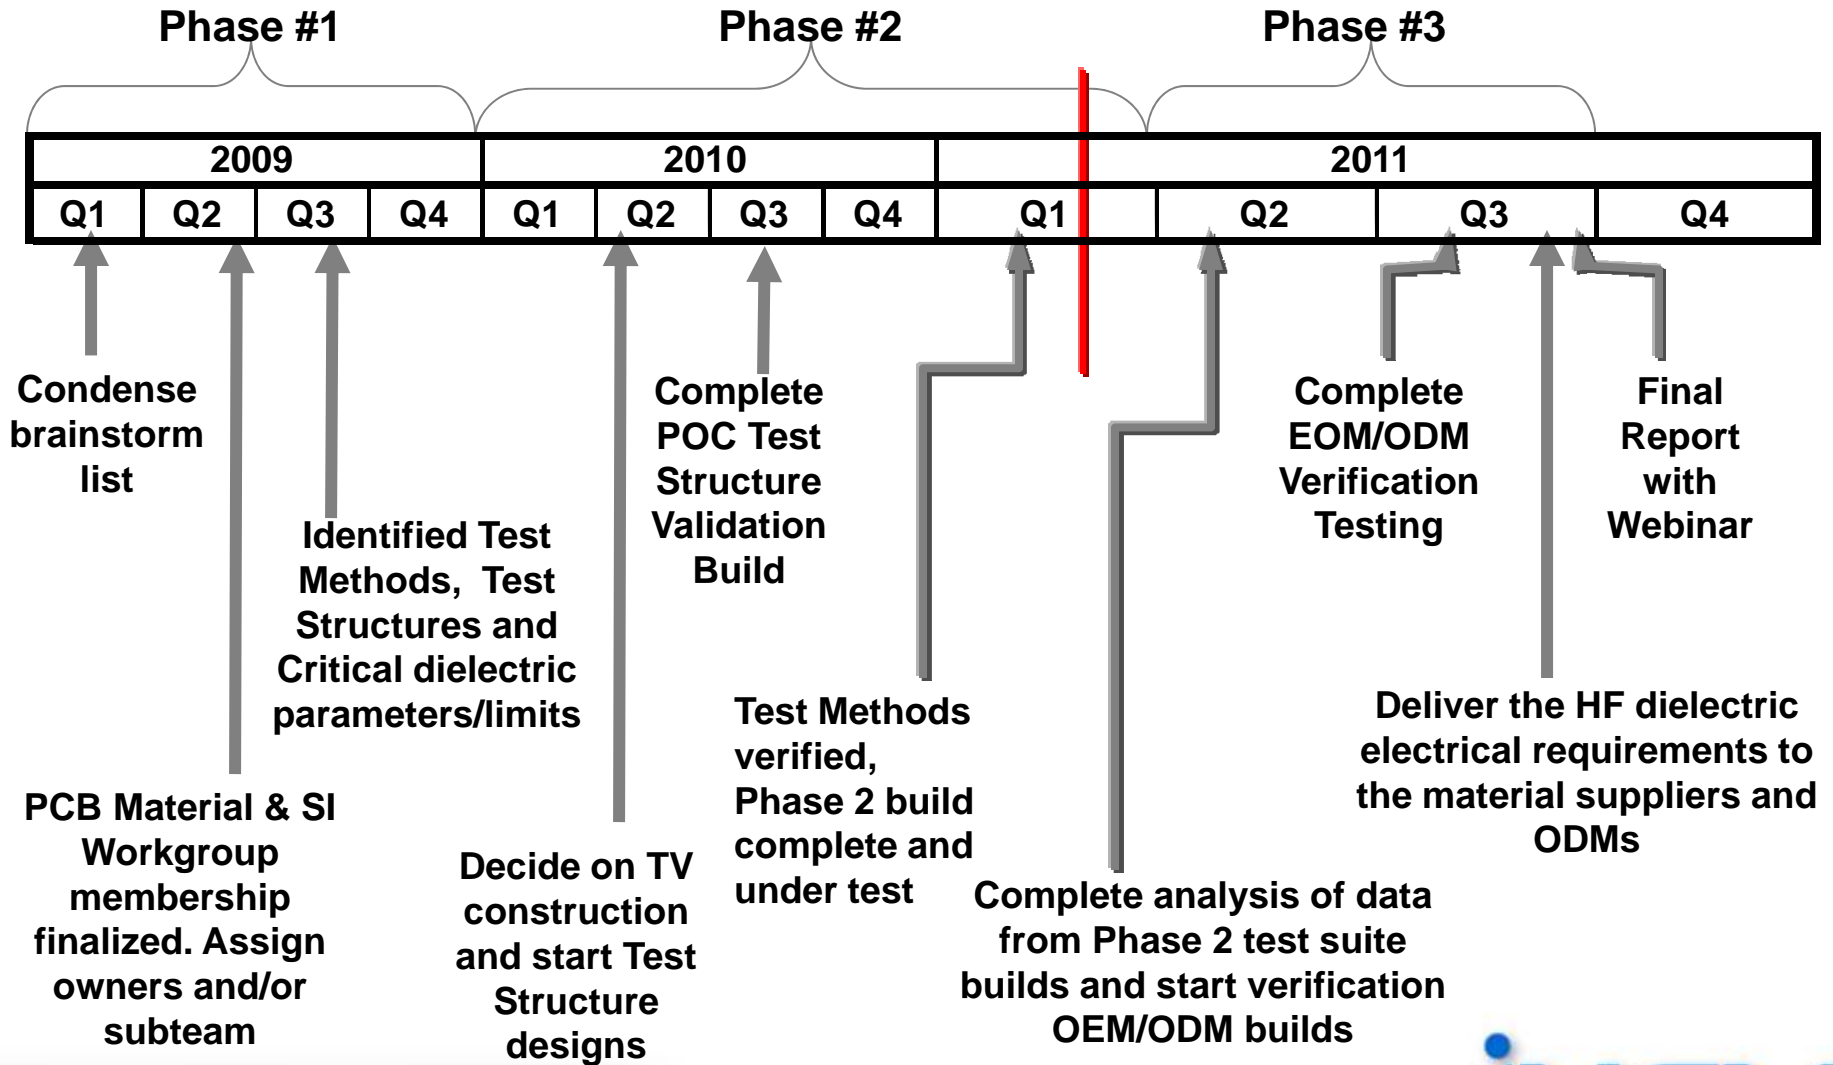 Phase #1
Phase #2
Phase #3
2009
2010
2011
Q1
Q2
Q3
Q4
Q1
Q2
Q3
Q4
Q1
Q2
Q3
Q4
Condense
brainstorm
list
PCB Material & SI
Workgroup
membership
finalized. Assign
owners and/or
subteam
Identified Test
Methods, Test
Structures and
Critical dielectric
parameters/limits
Decide on TV
construction
and start Test
Structure
designs
Complete
POC Test
Structure
Validation
Build
Test Methods
verified,
Phase 2 build
complete and
under test
Complete analysis of data
from Phase 2 test suite
builds and start verification
OEM/ODM builds
Complete
EOM/ODM
Verification
Testing
Deliver the HF dielectric
electrical requirements to
the material suppliers and
ODMs
Final
Report
with
Webinar